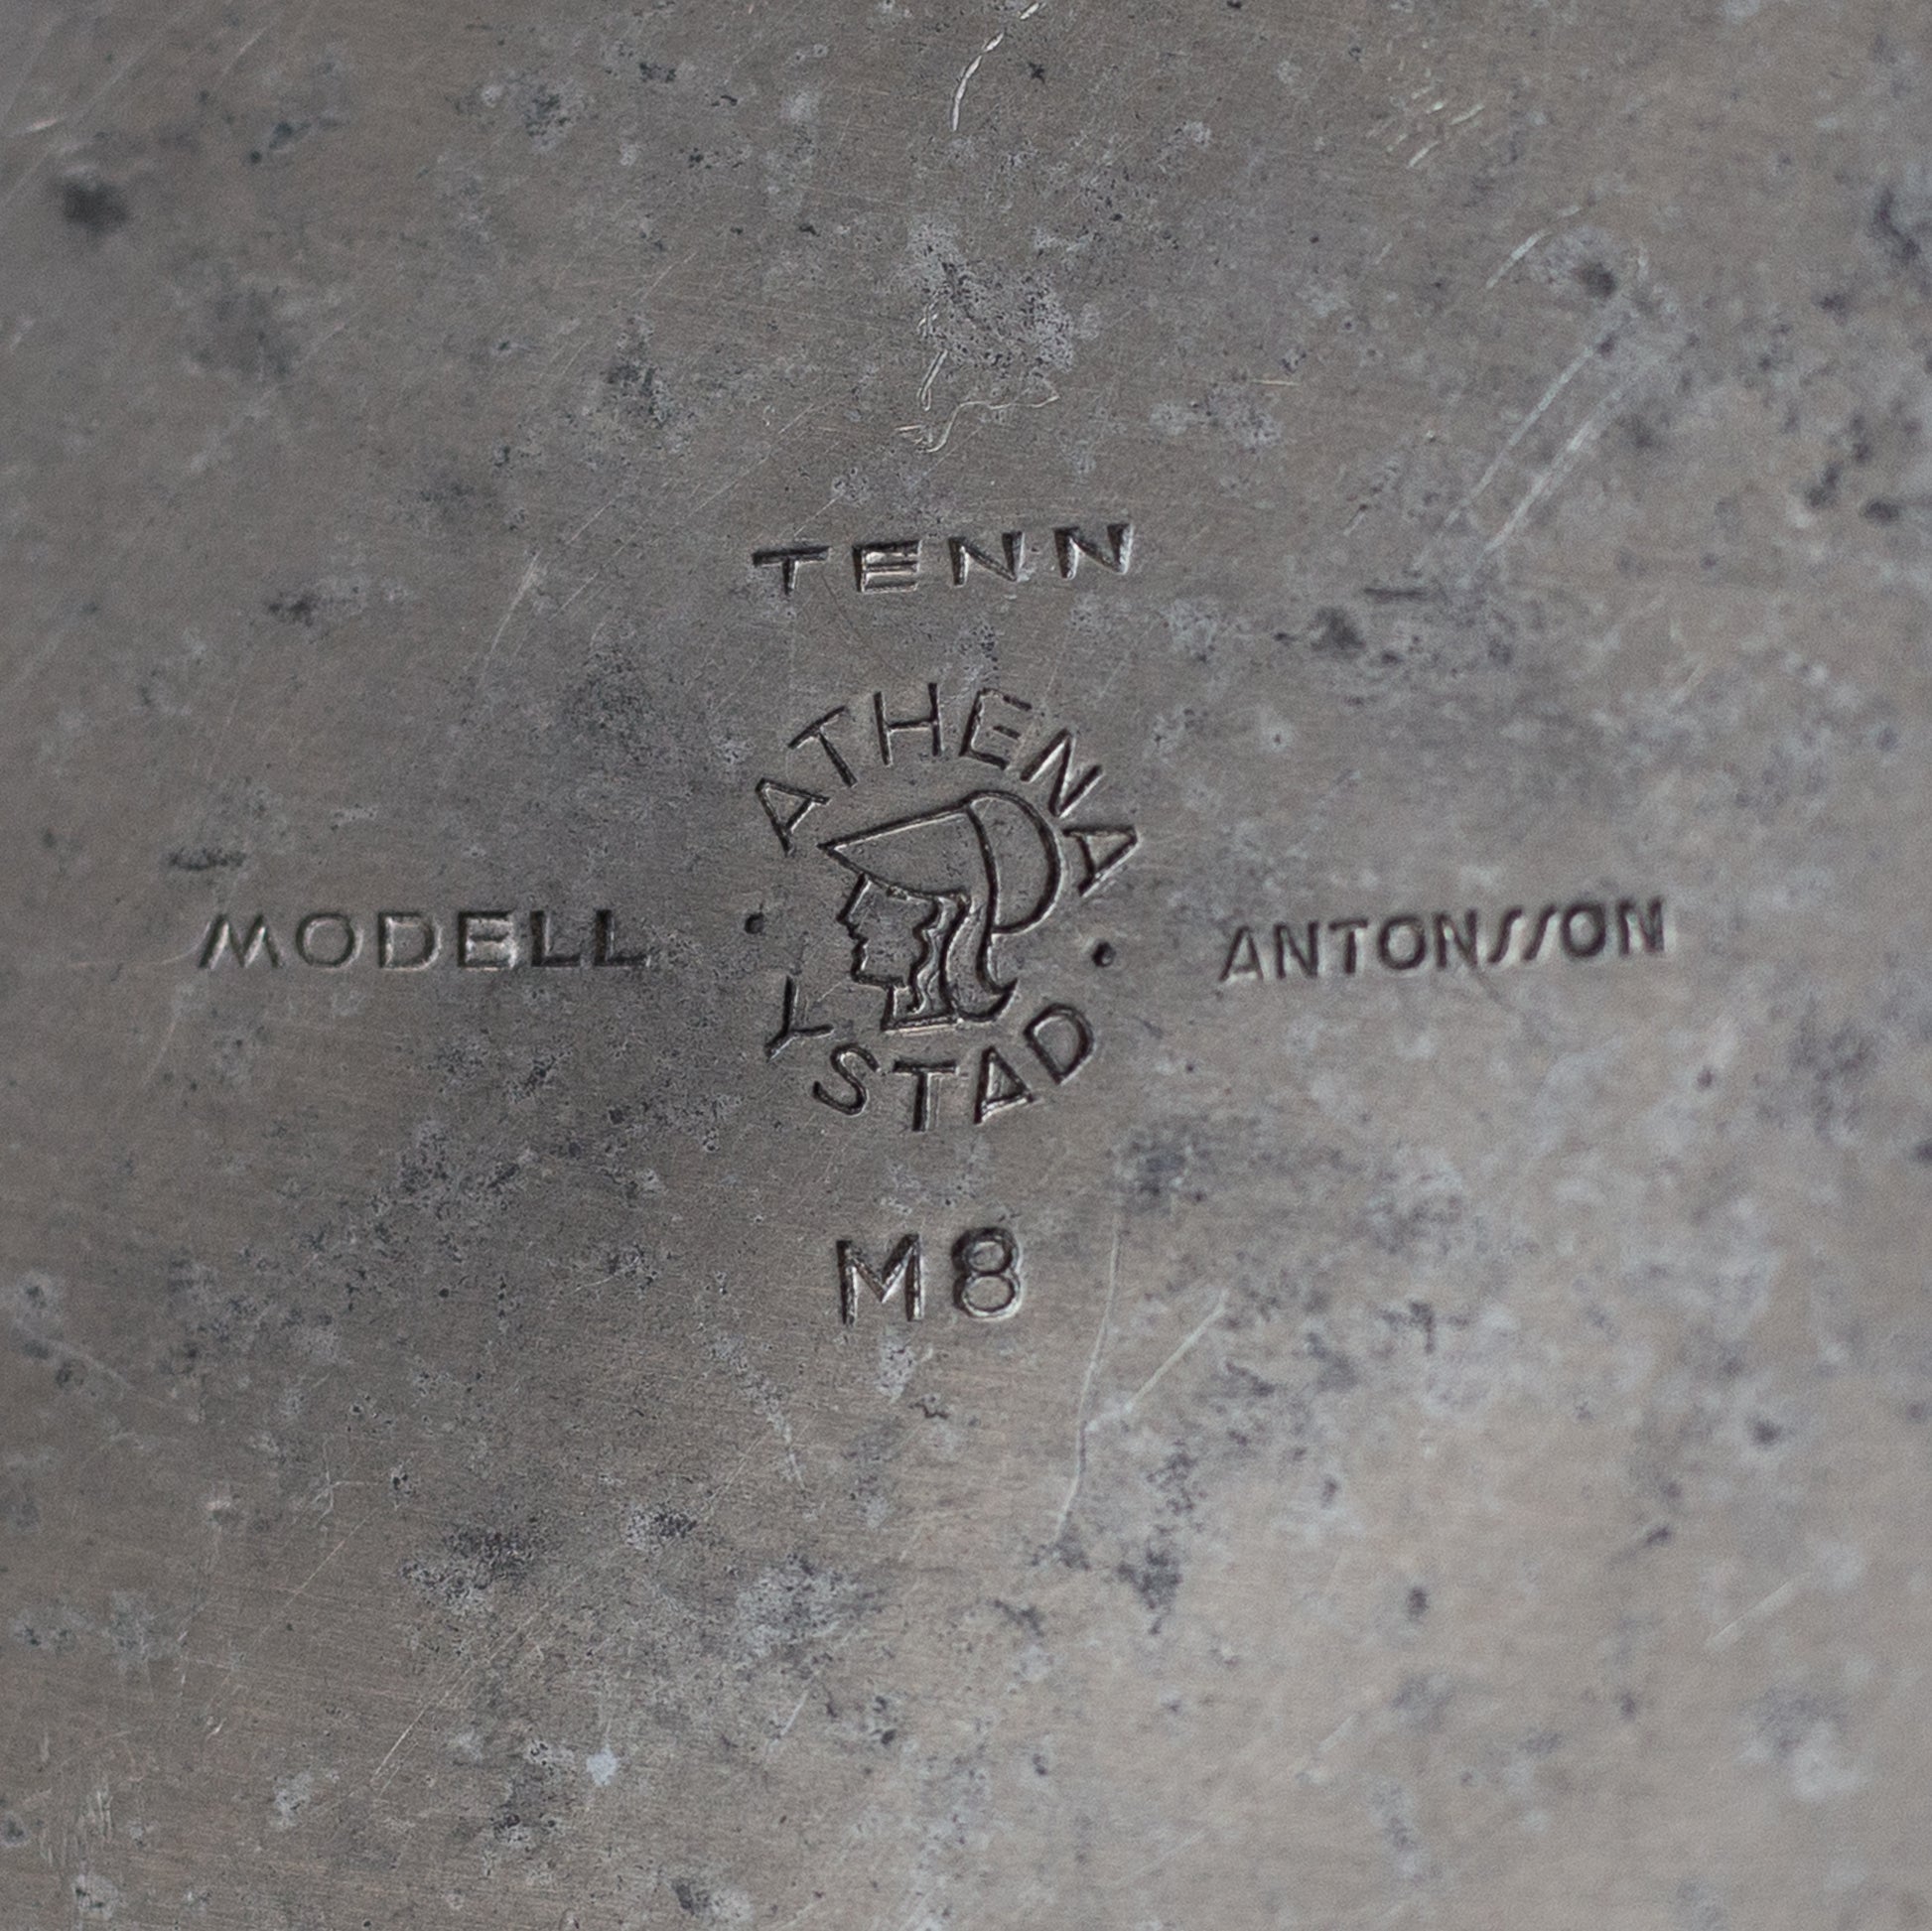 TENN
ATHENA
MODELL
ANTONSSON
YSTAD
M8